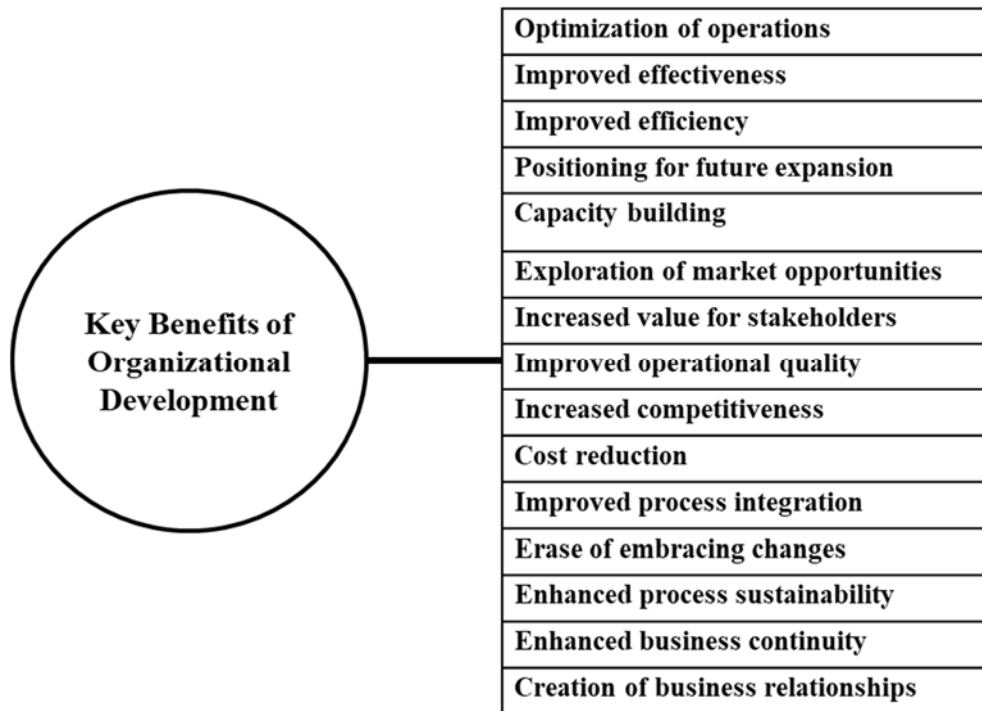 Optimization of operations
Improved effectiveness
Improved efficiency
Positioning for future expansion
Capacity building
Exploration of market opportunities
Key Benefits of
Organizational
Development
Increased value for stakeholders
Improved operational quality
Increased competitiveness
Cost reduction
Improved process integration
Erase of embracing changes
Enhanced process sustainability
Enhanced business continuity
Creation of business relationships